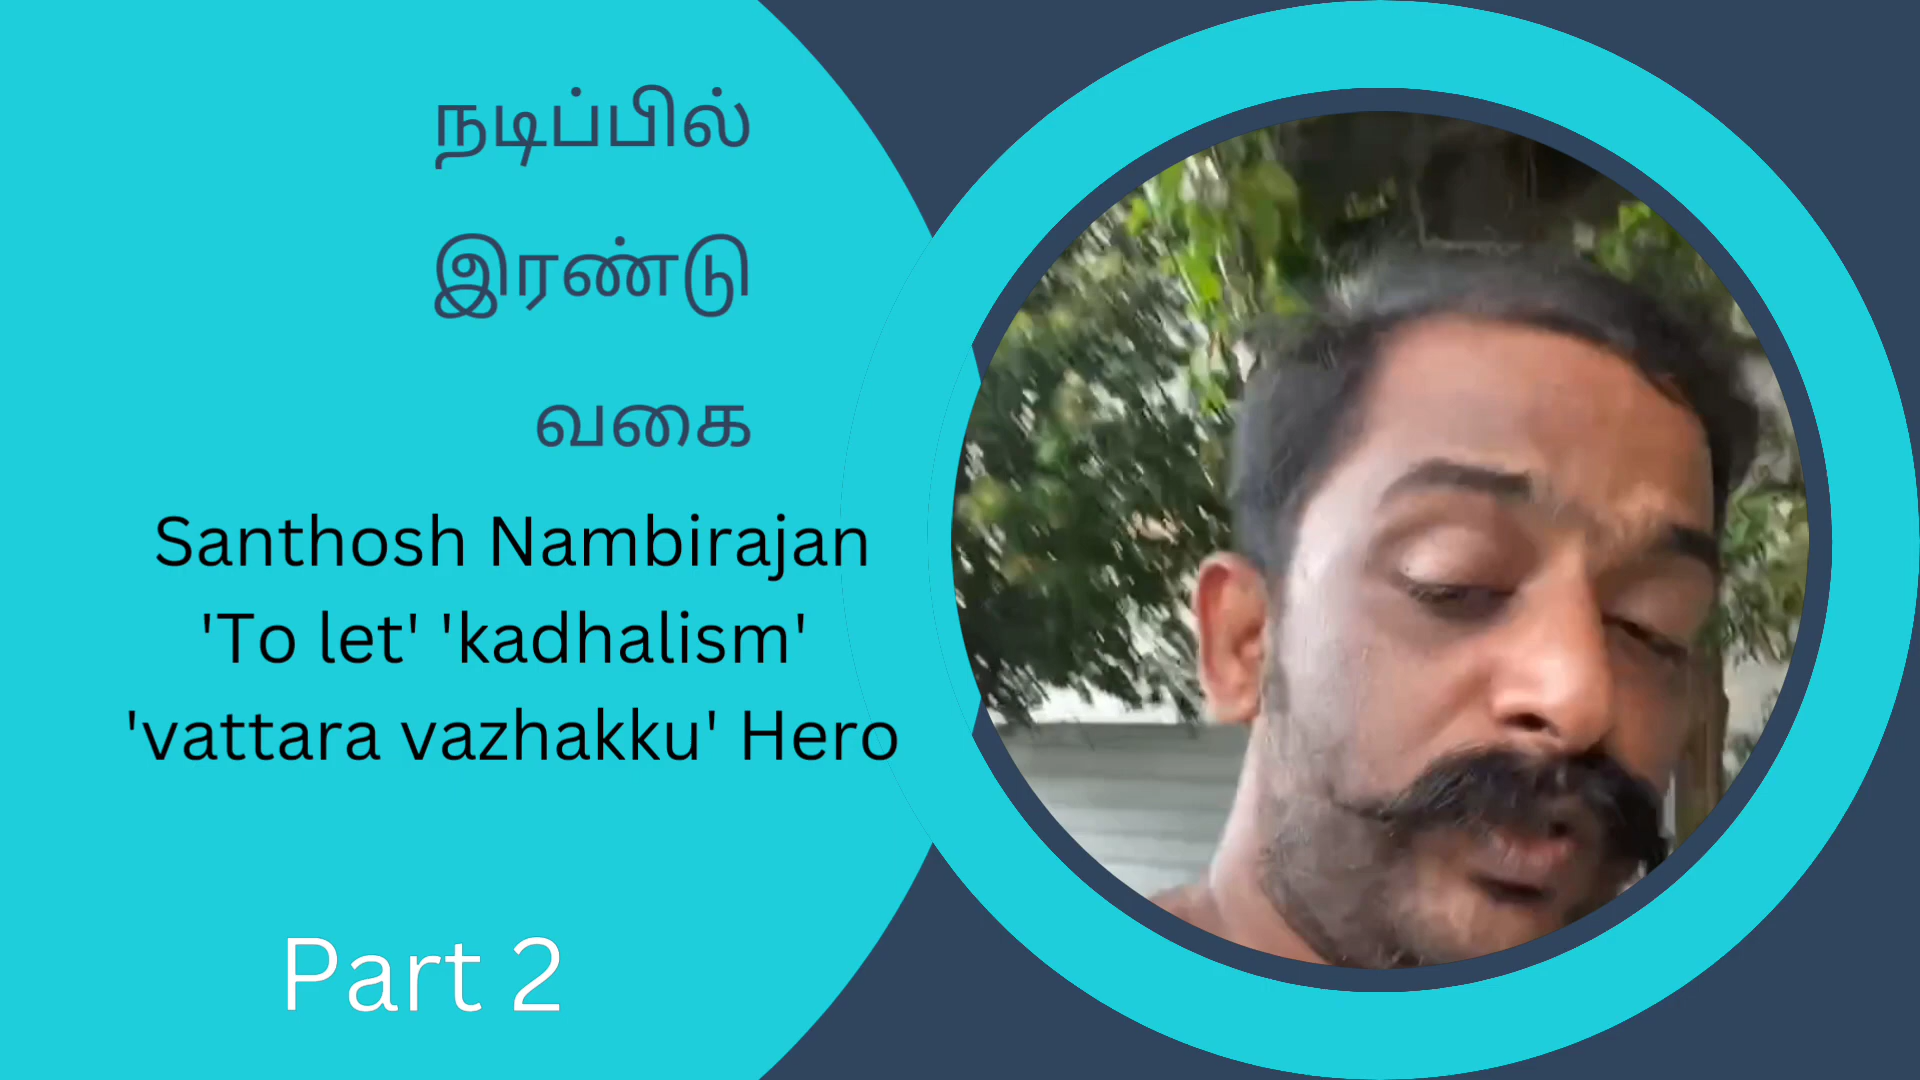 நடிப்பில்
இரண்டு
வகை
Santhosh Nambirajan
'To let' 'kadhalism'
'vattara vazhakku' Hero
Part 2